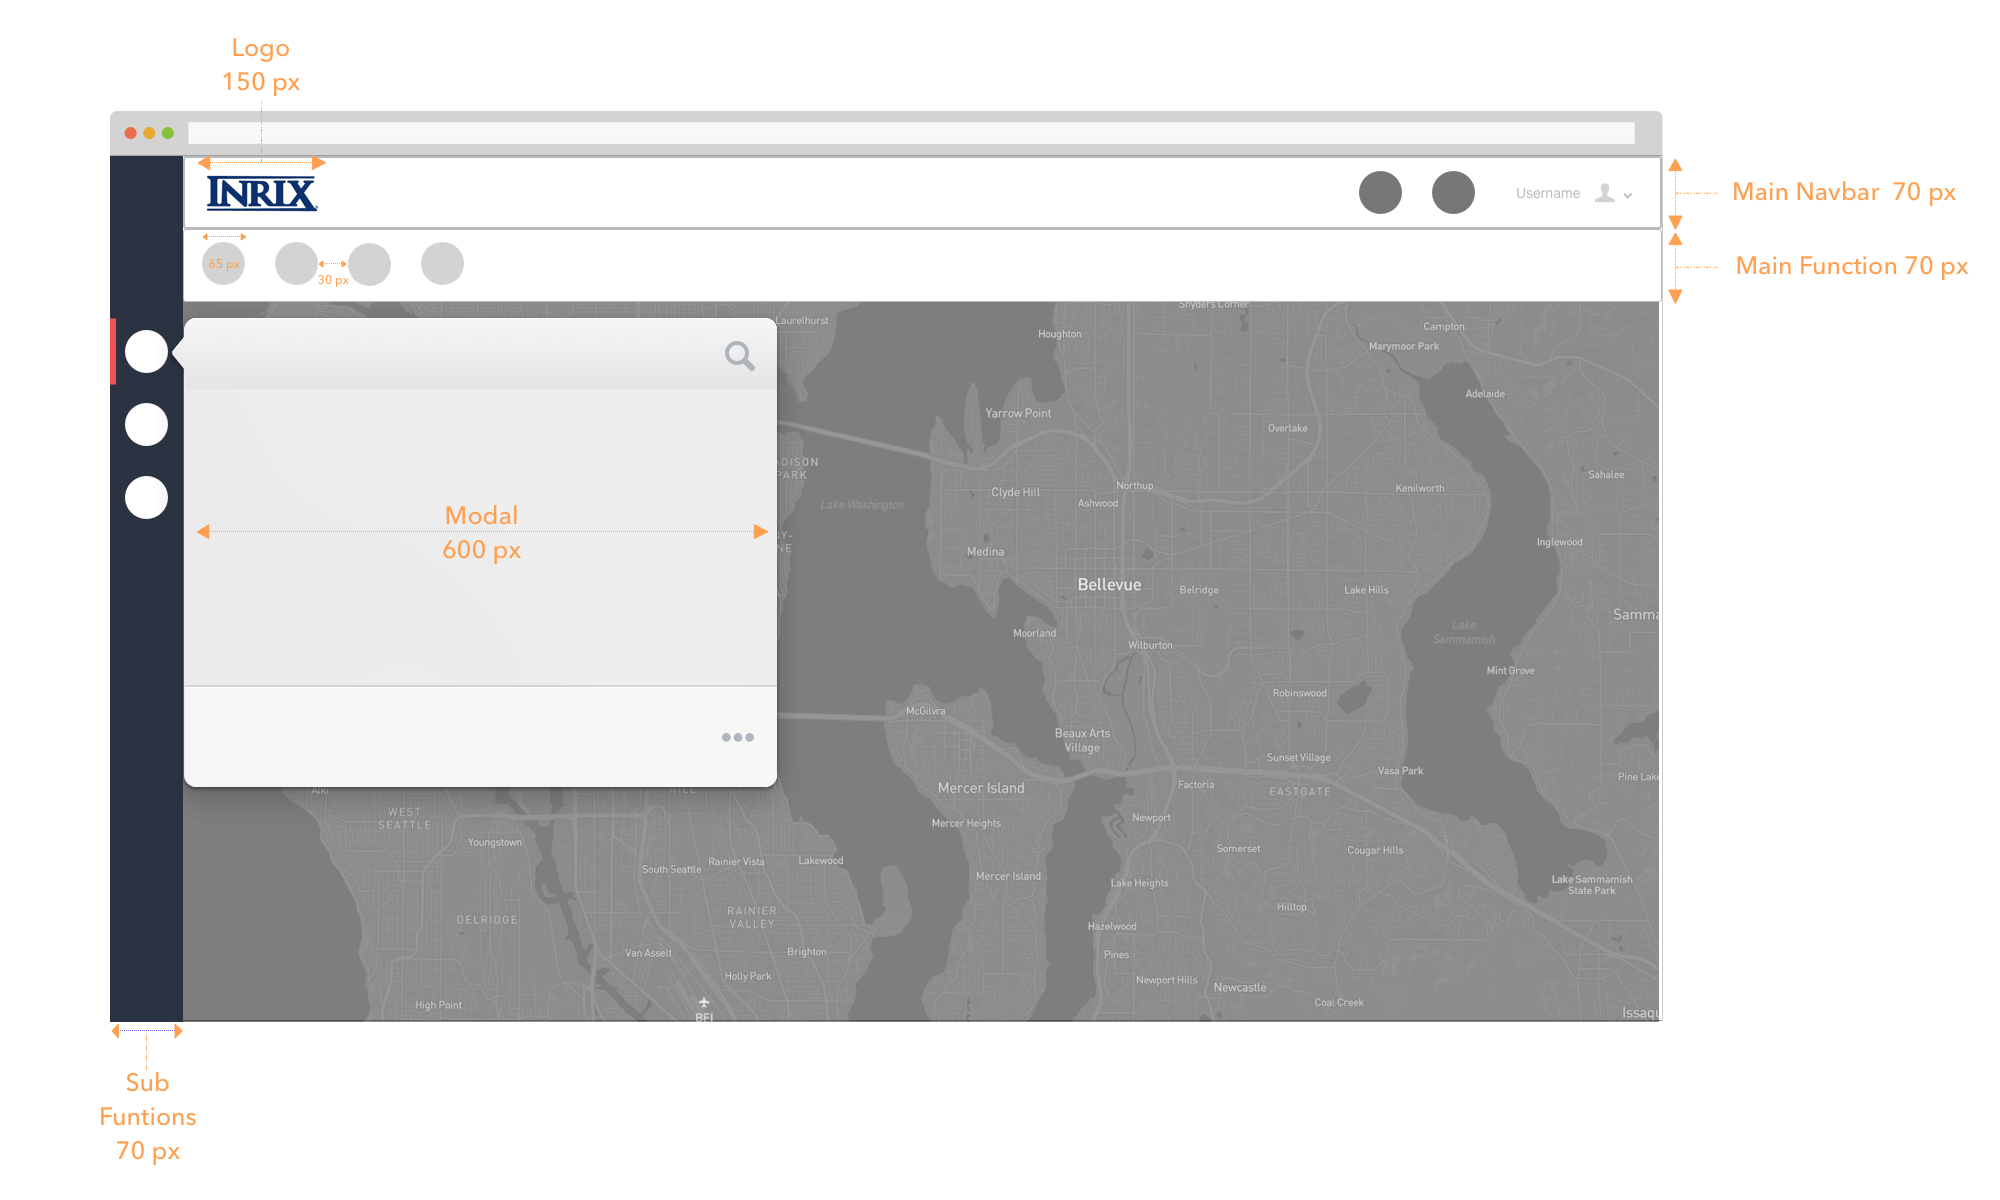 Logo
150 px
INRIX
Username
Main Navbar 70 px
65 px
30 px
Main Function 70 px
Snyders Corner
Laurelhurst
Houghton
Campton
Marymoor Park
Adelaide
Yarrow Point
Overlake
ADISON
PARK
Lake Washington
Clyde Hill
Northup
Ashwood
Kenilworth
Sahalee
Modal
600 px
NY-
NE
Medina
Inglewood
Bellevue
Belridge
Lake Hills
Samma
Moorland
Lake
Sammamish
Wilburton
Mint Grove
Robinswood
McGilvra
Beaux Arts
Village
Sunset Village
Vasa Park
Pine Lake
Mercer Island
Factoria
EASTGATE
Alki
HILL
WEST
SEATTLE
Mercer Heights
Newport
Youngstown
Somerset
Cougar Hills
South Seattle
Rainier Vista
Lakewood
Mercer Island
Lake Heights
Lake Sammamish
State Park
DELRIDGE
RAINIER
VALLEY
Hilltop
Hazelwood
Van Asselt
Brighton
Pines
Holly Park
Newport Hills
Newcastle
High Point
Coal Creek
BFI
Issaqu
Sub
Funtions
70 px